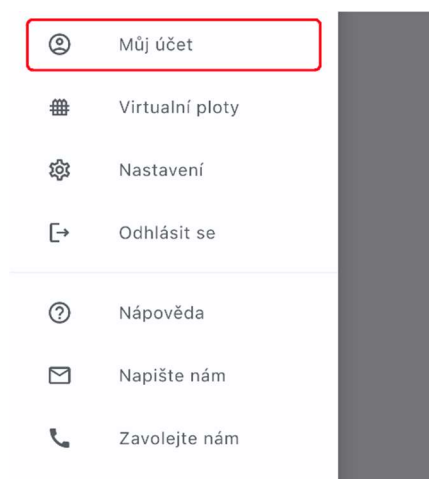 Můj účet
Virtualní ploty
Nastavení
Odhlásit se
Nápověda
Napište nám
Zavolejte nám